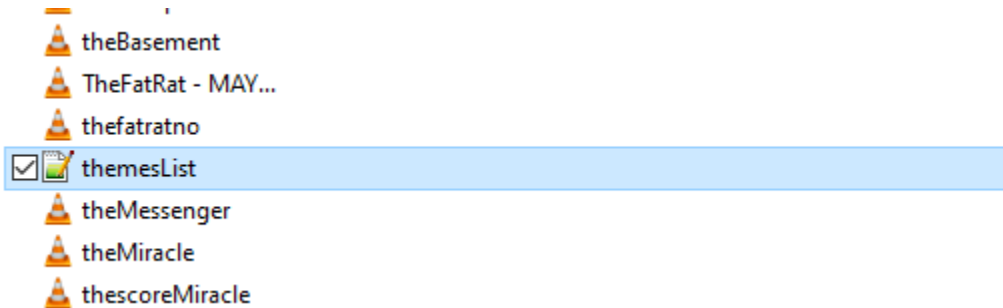 theBasement
TheFatRat - MAY...
thefatratno
themesList
theMessenger
theMiracle
thescoreMiracle